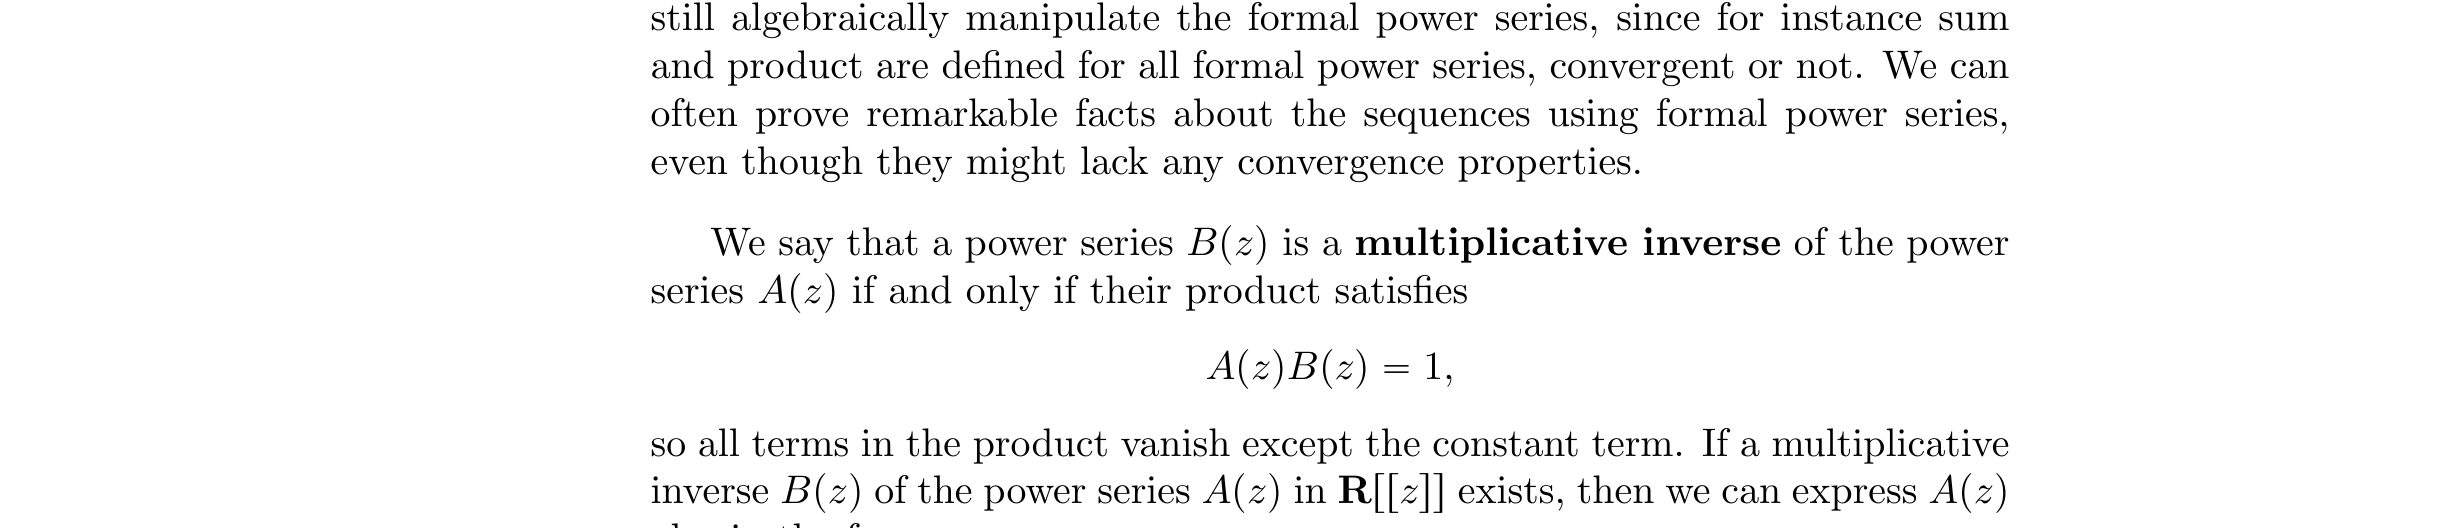 still algebraically manipulate the formal power series, since for instance sum
and product are defined for all formal power series, convergent or not. We can
often prove remarkable facts about the sequences using formal power series,
even though they might lack any convergence properties.
We say that a power series B(z) is a multiplicative inverse of the power
series A(z) if and only if their product satisfies
A(z)B(z) = 1,
so all terms in the product vanish except the constant term. If a multiplicative
inverse B(z) of the power series A(z) in R[[z]] exists, then we can express A(z)